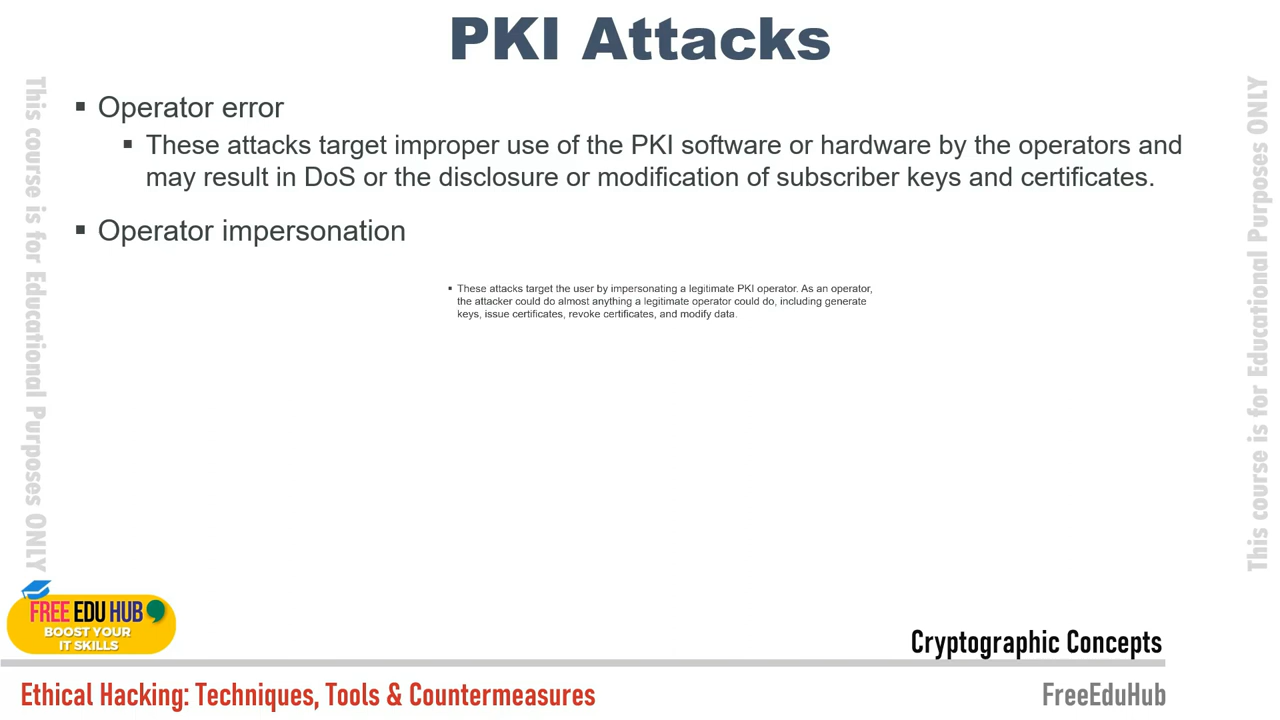 PKI Attacks
▪ Operator error
▪ These attacks target improper use of the PKI software or hardware by the operators and
may result in DoS or the disclosure or modification of subscriber keys and certificates.
▪ Operator impersonation
▪ These attacks target the user by impersonating a legitimate PKI operator. As an operator,
the attacker could do almost anything a legitimate operator could do, including generate
keys, issue certificates, revoke certificates, and modify data.
This course is for Educational Purposes ONLY
This course is for Educational Purposes ONLY
FREE EDU HUB
BOOST YOUR
IT SKILLS
Cryptographic Concepts
Ethical Hacking: Techniques, Tools & Countermeasures
FreeEduHub